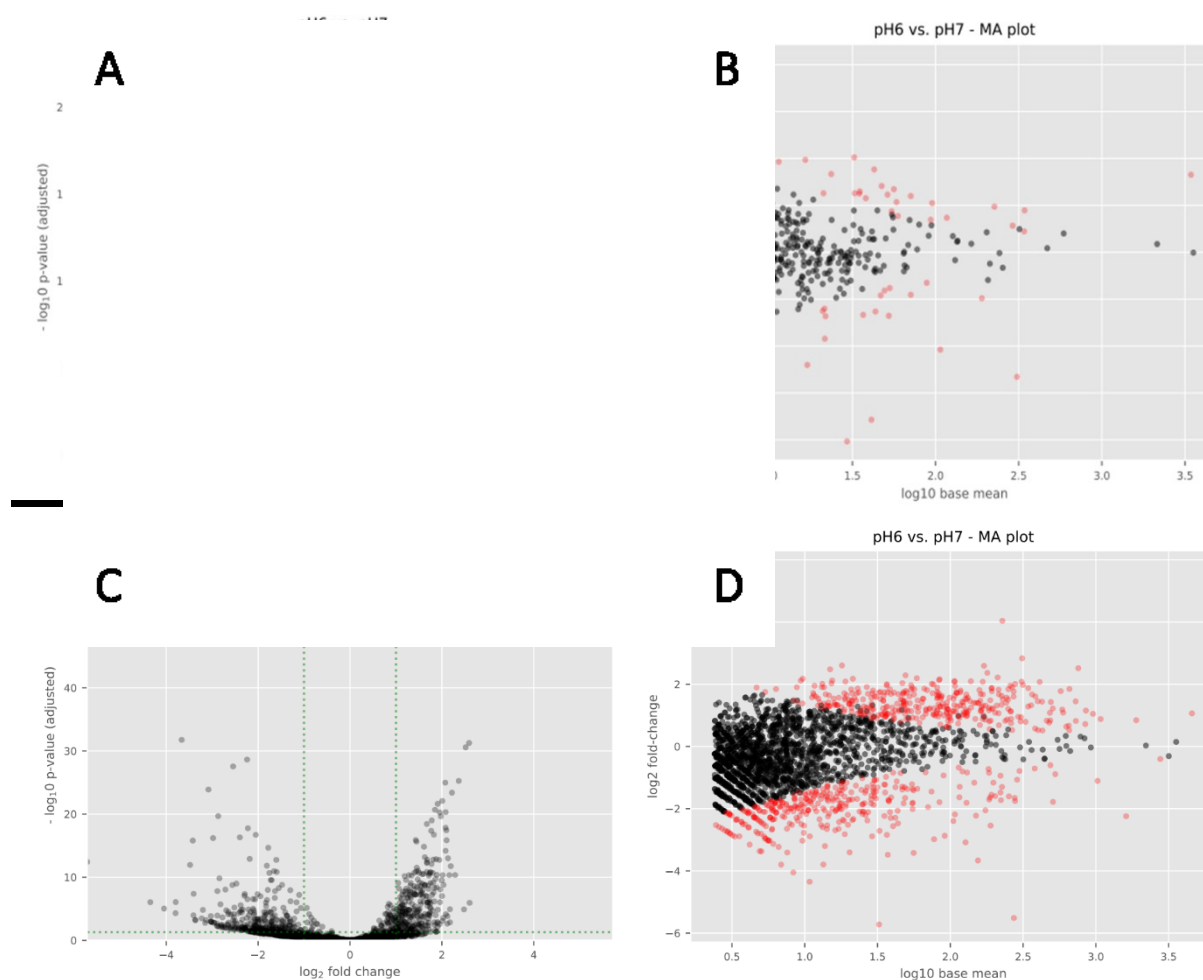 A
2
1
1
- log₁₀ p-value (adjusted)
B
pH6 vs. pH7 - MA plot
1.5 2.0 2.5 3.0 3.5
log10 base mean
C
- log₁₀ p-value (adjusted)
40
30
20
10
0
−4 −2 0 2 4
log₂ fold change
D
pH6 vs. pH7 - MA plot
log2 fold-change
2
0
−2
−4
−6
0.5 1.0 1.5 2.0 2.5 3.0 3.5
log10 base mean